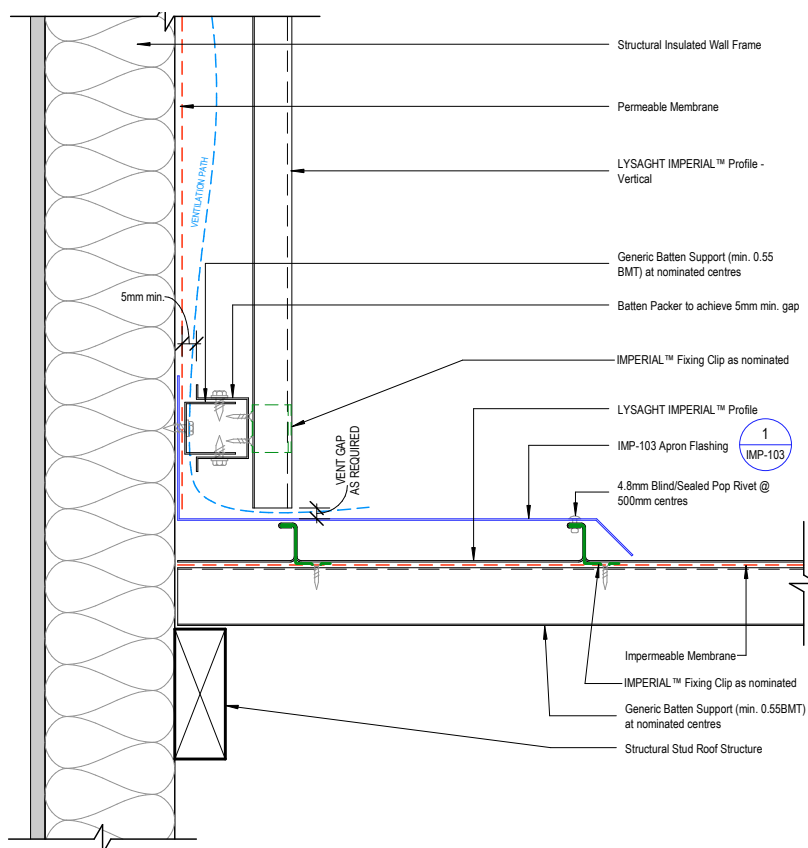 Structural Insulated Wall Frame
Permeable Membrane
VENTILATION PATH
LYSAGHT IMPERIAL™ Profile -
Vertical
Generic Batten Support (min. 0.55
BMT) at nominated centres
5mm min.
Batten Packer to achieve 5mm min. gap
IMPERIAL™ Fixing Clip as nominated
LYSAGHT IMPERIAL™ Profile
IMP-103 Apron Flashing
1
IMP-103
VENT GAP
AS REQUIRED
4.8mm Blind/Sealed Pop Rivet @
500mm centres
Impermeable Membrane
IMPERIAL™ Fixing Clip as nominated
Generic Batten Support (min. 0.55BMT)
at nominated centres
Structural Stud Roof Structure